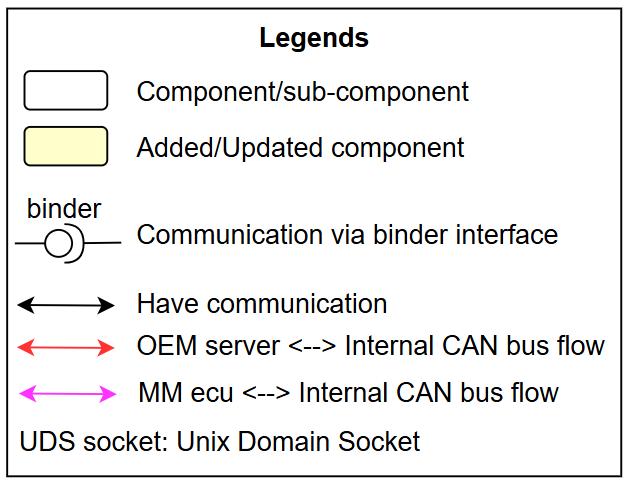 Legends
Component/sub-component
Added/Updated component
binder
Communication via binder interface
Have communication
OEM server <--> Internal CAN bus flow
MM ecu <--> Internal CAN bus flow
UDS socket: Unix Domain Socket